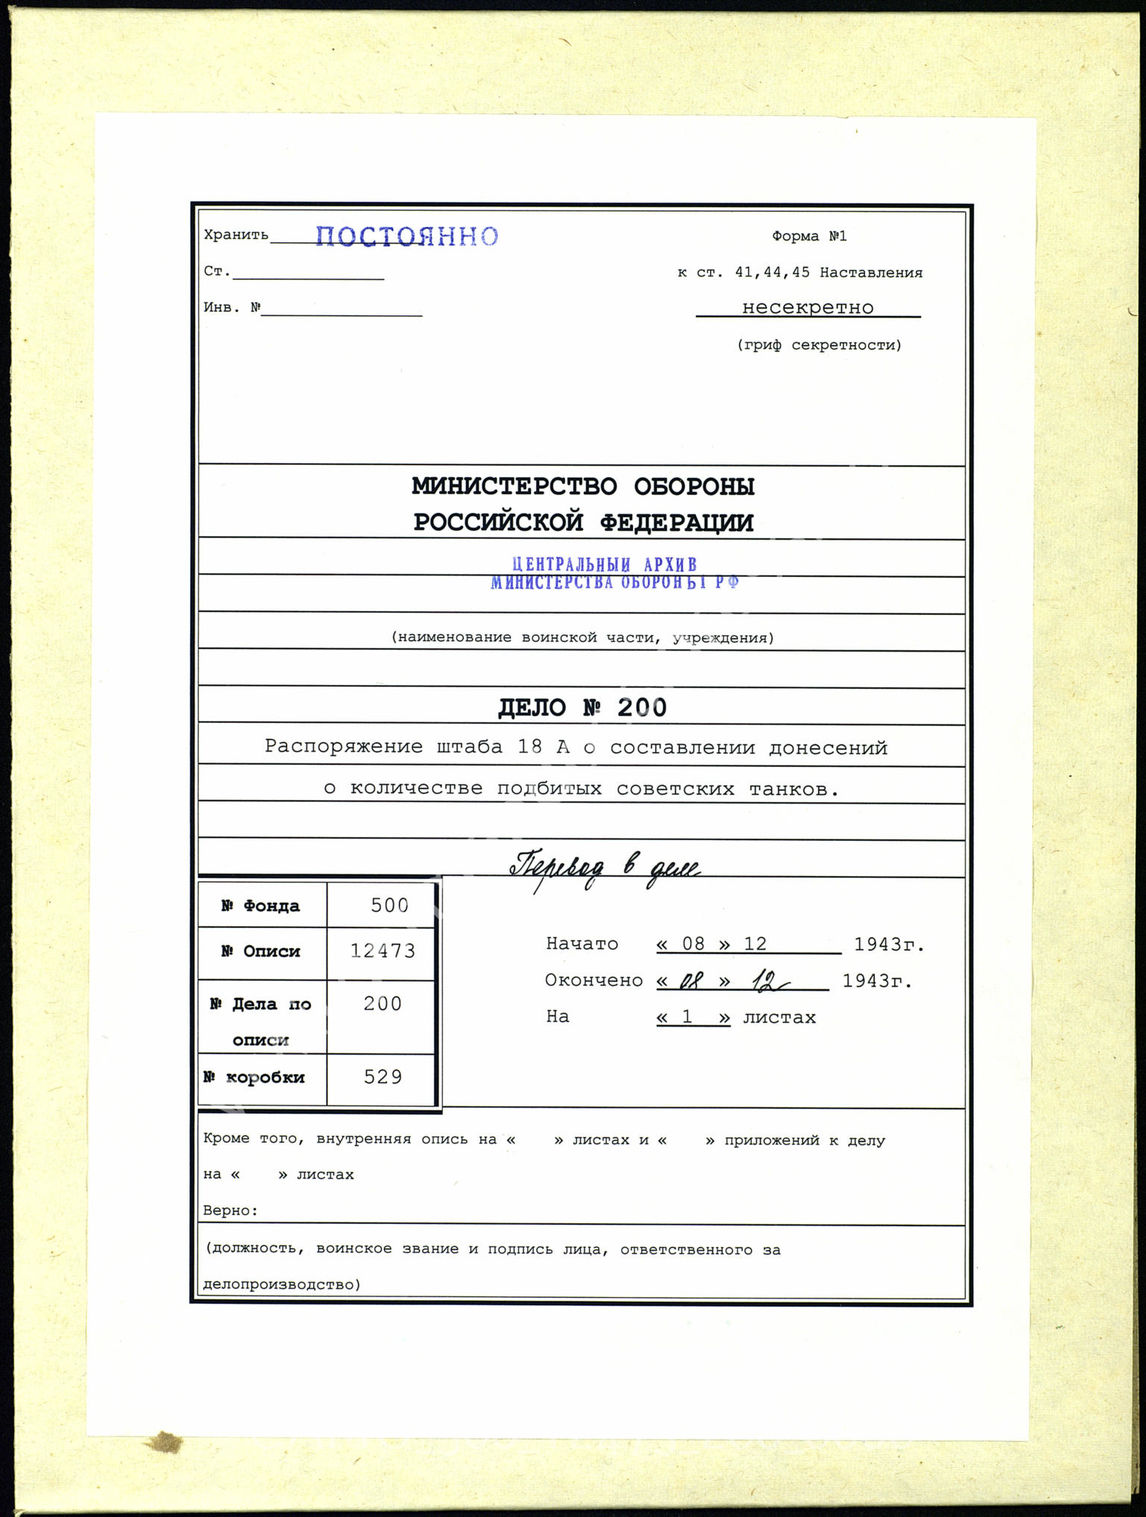 Хранить ПОСТОЯННО
Форма №1
Ст.
к ст. 41,44,45 Наставления
Инв. №
несекретно
(гриф секретности)
МИНИСТЕРСТВО ОБОРОНЫ
РОССИЙСКОЙ ФЕДЕРАЦИИ
ЦЕНТРАЛЬНЫЙ АРХИВ
МИНИСТЕРСТВА ОБОРОНЫ РФ
(наименование воинской части, учреждения)
ДЕЛО № 200
Распоряжение штаба 18 А о составлении донесений
о количестве подбитых советских танков.
Перевод в деле
№ Фонда 500
№ Описи 12473
№ Дела по 200
описи
№ коробки 529
Начато « 08 » 12 1943г.
Окончено « 08 » 12 1943г.
На « 1 » листах
Кроме того, внутренняя опись на « » листах и « » приложений к делу
на « » листах
Верно:
(должность, воинское звание и подпись лица, ответственного за
делопроизводство)